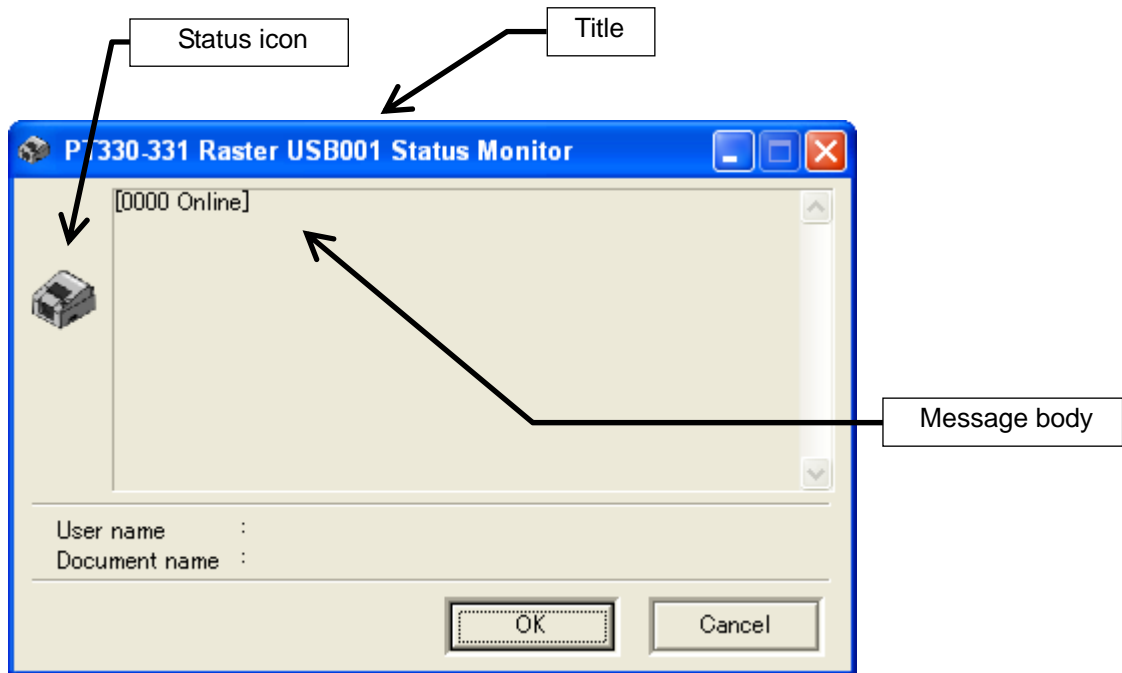 Status icon
Title
PT330-331 Raster USB001 Status Monitor
[0000 Online]
Message body
User name :
Document name :
OK
Cancel